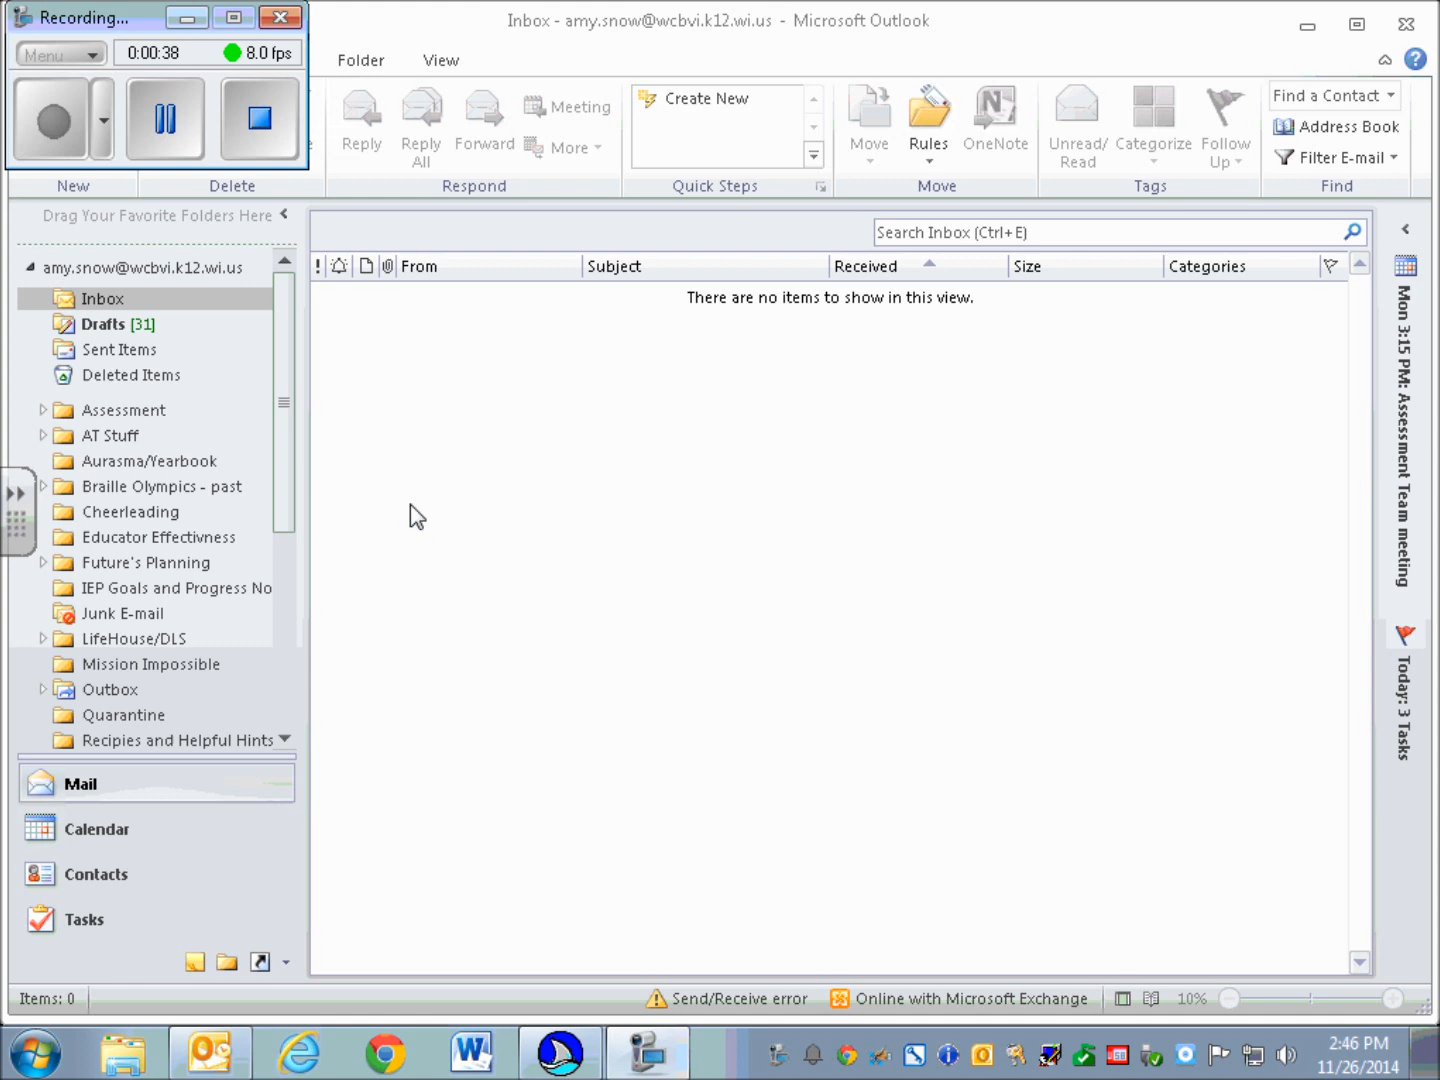 Recording...
Menu
0:00:38
8.0 fps
Inbox - amy.snow@wcbvi.k12.wi.us - Microsoft Outlook
Folder
View
Reply
Reply All
Forward
Meeting
More
Create New
Move
Rules
OneNote
Unread/ Read
Categorize
Follow Up
Find a Contact
Address Book
Filter E-mail
New
Delete
Respond
Quick Steps
Move
Tags
Find
Drag Your Favorite Folders Here
Search Inbox (Ctrl+E)
amy.snow@wcbvi.k12.wi.us
From
Subject
Received
Size
Categories
There are no items to show in this view.
Inbox
Drafts [31]
Sent Items
Deleted Items
Assessment
AT Stuff
Aurasma/Yearbook
Braille Olympics - past
Cheerleading
Educator Effectivness
Future's Planning
IEP Goals and Progress No
Junk E-mail
LifeHouse/DLS
Mission Impossible
Outbox
Quarantine
Recipies and Helpful Hints
Mail
Calendar
Contacts
Tasks
Mon 3:15 PM: Assessment Team meeting
Today: 3 Tasks
Items: 0
Send/Receive error
Online with Microsoft Exchange
10%
2:46 PM
11/26/2014